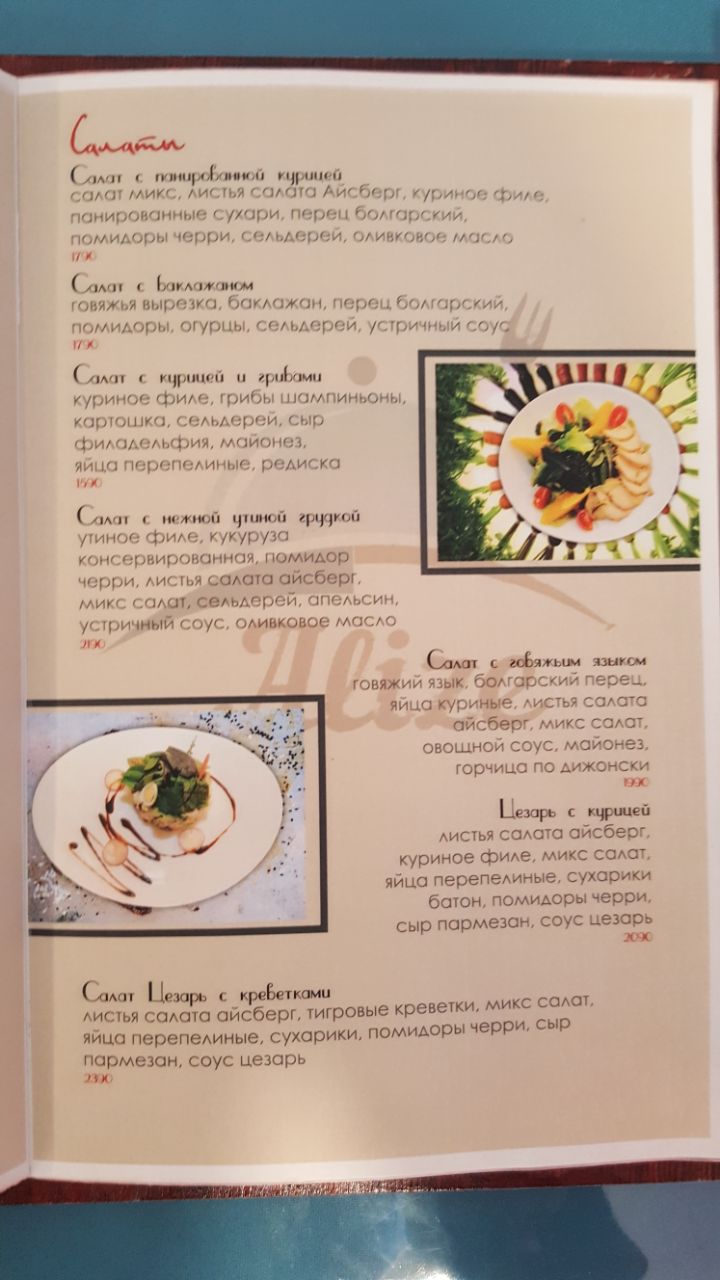 Салаты
Салат с панированной курицей
салат микс, листья салата Айсберг, куриное филе,
панированные сухари, перец болгарский,
помидоры черри, сельдерей, оливковое масло
1790
Салат с баклажаном
говяжья вырезка, баклажан, перец болгарский,
помидоры, огурцы, сельдерей, устричный соус
1790
Салат с курицей и грибами
куриное филе, грибы шампиньоны,
картошка, сельдерей, сыр
филадельфия, майонез,
яйца перепелиные, редиска
1590
Салат с нежной утиной грудкой
утиное филе, кукуруза
консервированная, помидор
черри, листья салата айсберг,
микс салат, сельдерей, апельсин,
устричный соус, оливковое масло
2190
Alize
Салат с говяжьим языком
говяжий язык, болгарский перец,
яйца куриные, листья салата
айсберг, микс салат,
овощной соус, майонез,
горчица по дижонски
1990
Цезарь с курицей
листья салата айсберг,
куриное филе, микс салат,
яйца перепелиные, сухарики
батон, помидоры черри,
сыр пармезан, соус цезарь
2090
Салат Цезарь с креветками
листья салата айсберг, тигровые креветки, микс салат,
яйца перепелиные, сухарики, помидоры черри, сыр
пармезан, соус цезарь
2390